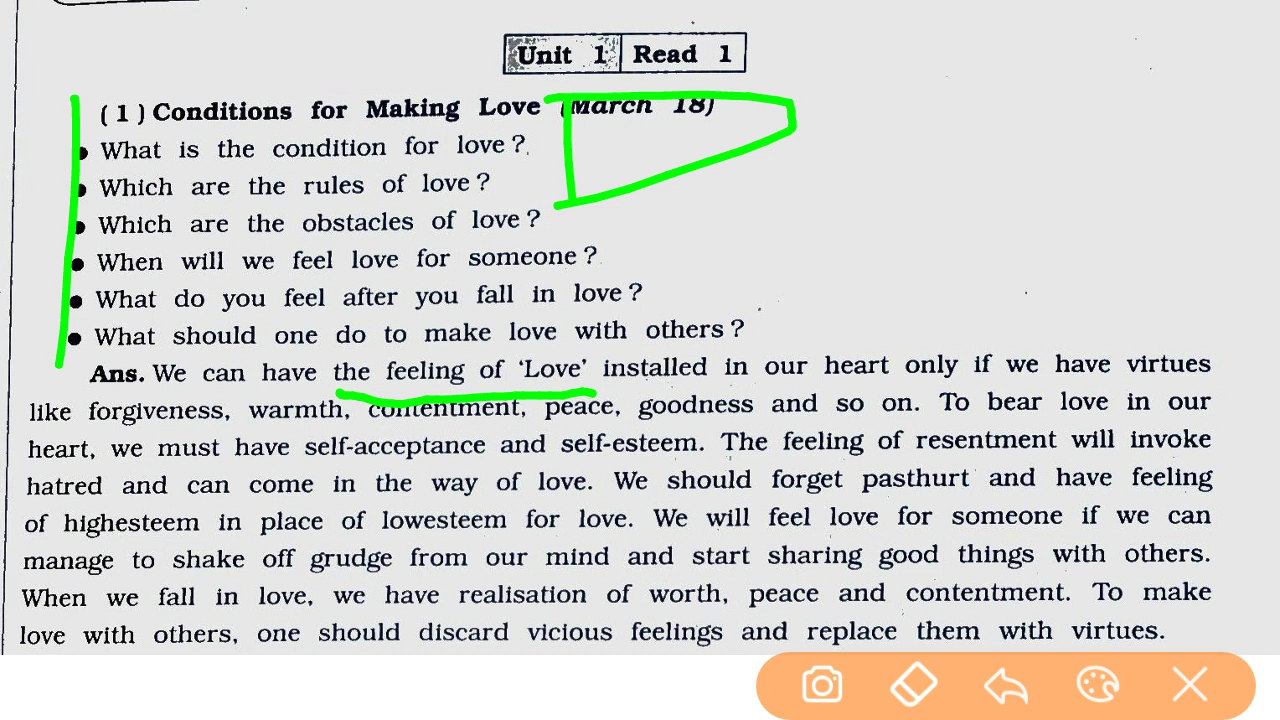 Unit 1 Read 1
(1) Conditions for Making Love (March 18)
• What is the condition for love?
• Which are the rules of love?
• Which are the obstacles of love?
• When will we feel love for someone?
• What do you feel after you fall in love?
• What should one do to make love with others?
Ans. We can have the feeling of ‘Love’ installed in our heart only if we have virtues
like forgiveness, warmth, contentment, peace, goodness and so on. To bear love in our
heart, we must have self-acceptance and self-esteem. The feeling of resentment will invoke
hatred and can come in the way of love. We should forget pasthurt and have feeling
of highesteem in place of lowesteem for love. We will feel love for someone if we can
manage to shake off grudge from our mind and start sharing good things with others.
When we fall in love, we have realisation of worth, peace and contentment. To make
love with others, one should discard vicious feelings and replace them with virtues.